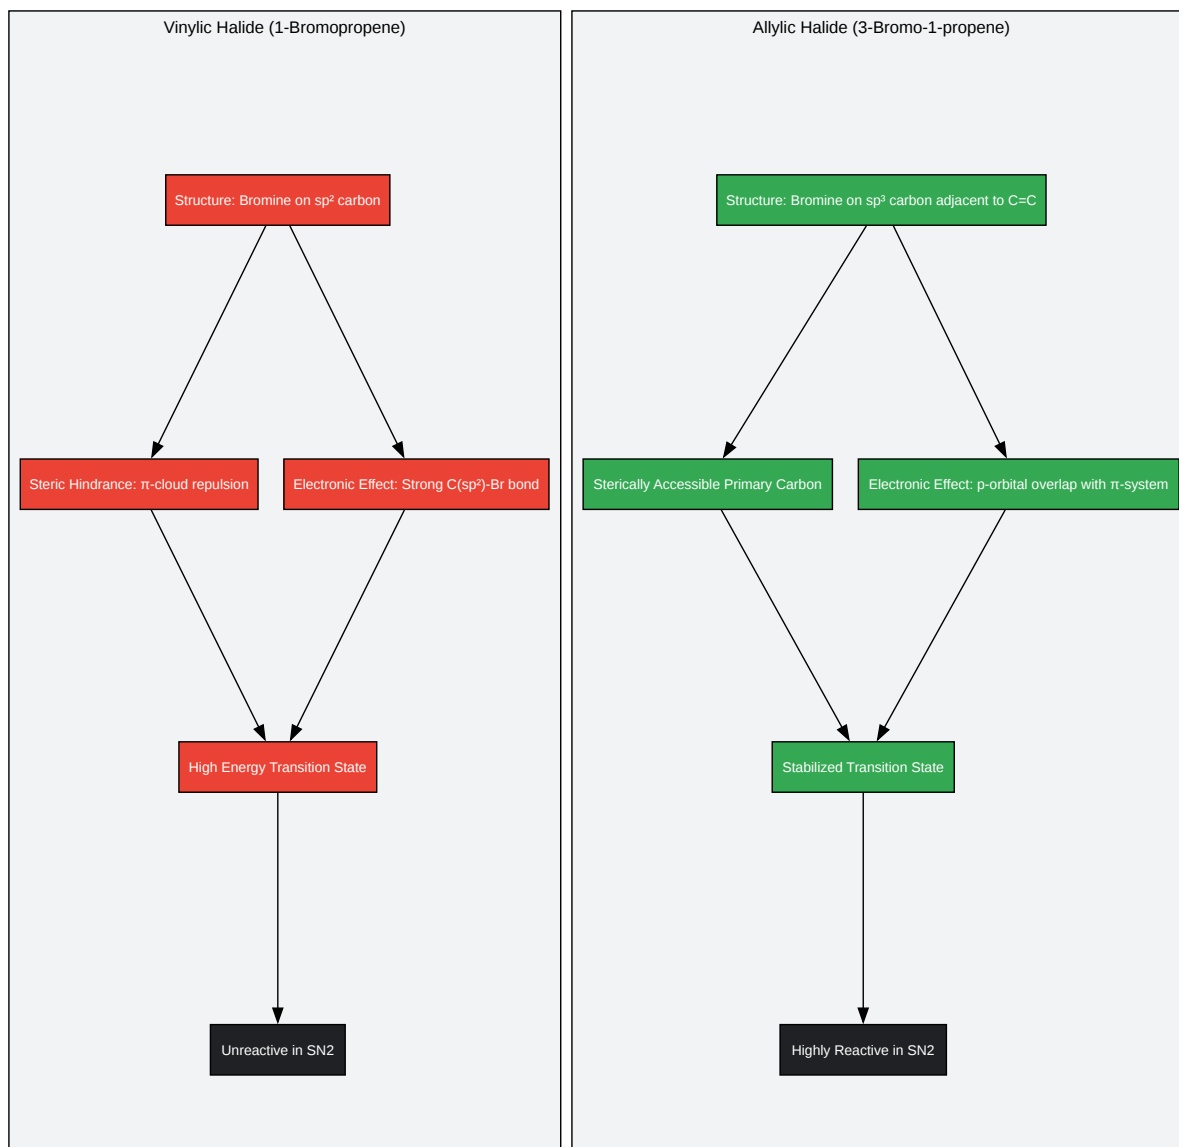 Vinylic Halide (1-Bromopropene)
Structure: Bromine on sp² carbon
Steric Hindrance: π-cloud repulsion
Electronic Effect: Strong C(sp²)-Br bond
High Energy Transition State
Unreactive in SN2
Allylic Halide (3-Bromo-1-propene)
Structure: Bromine on sp³ carbon adjacent to C=C
Sterically Accessible Primary Carbon
Electronic Effect: p-orbital overlap with π-system
Stabilized Transition State
Highly Reactive in SN2